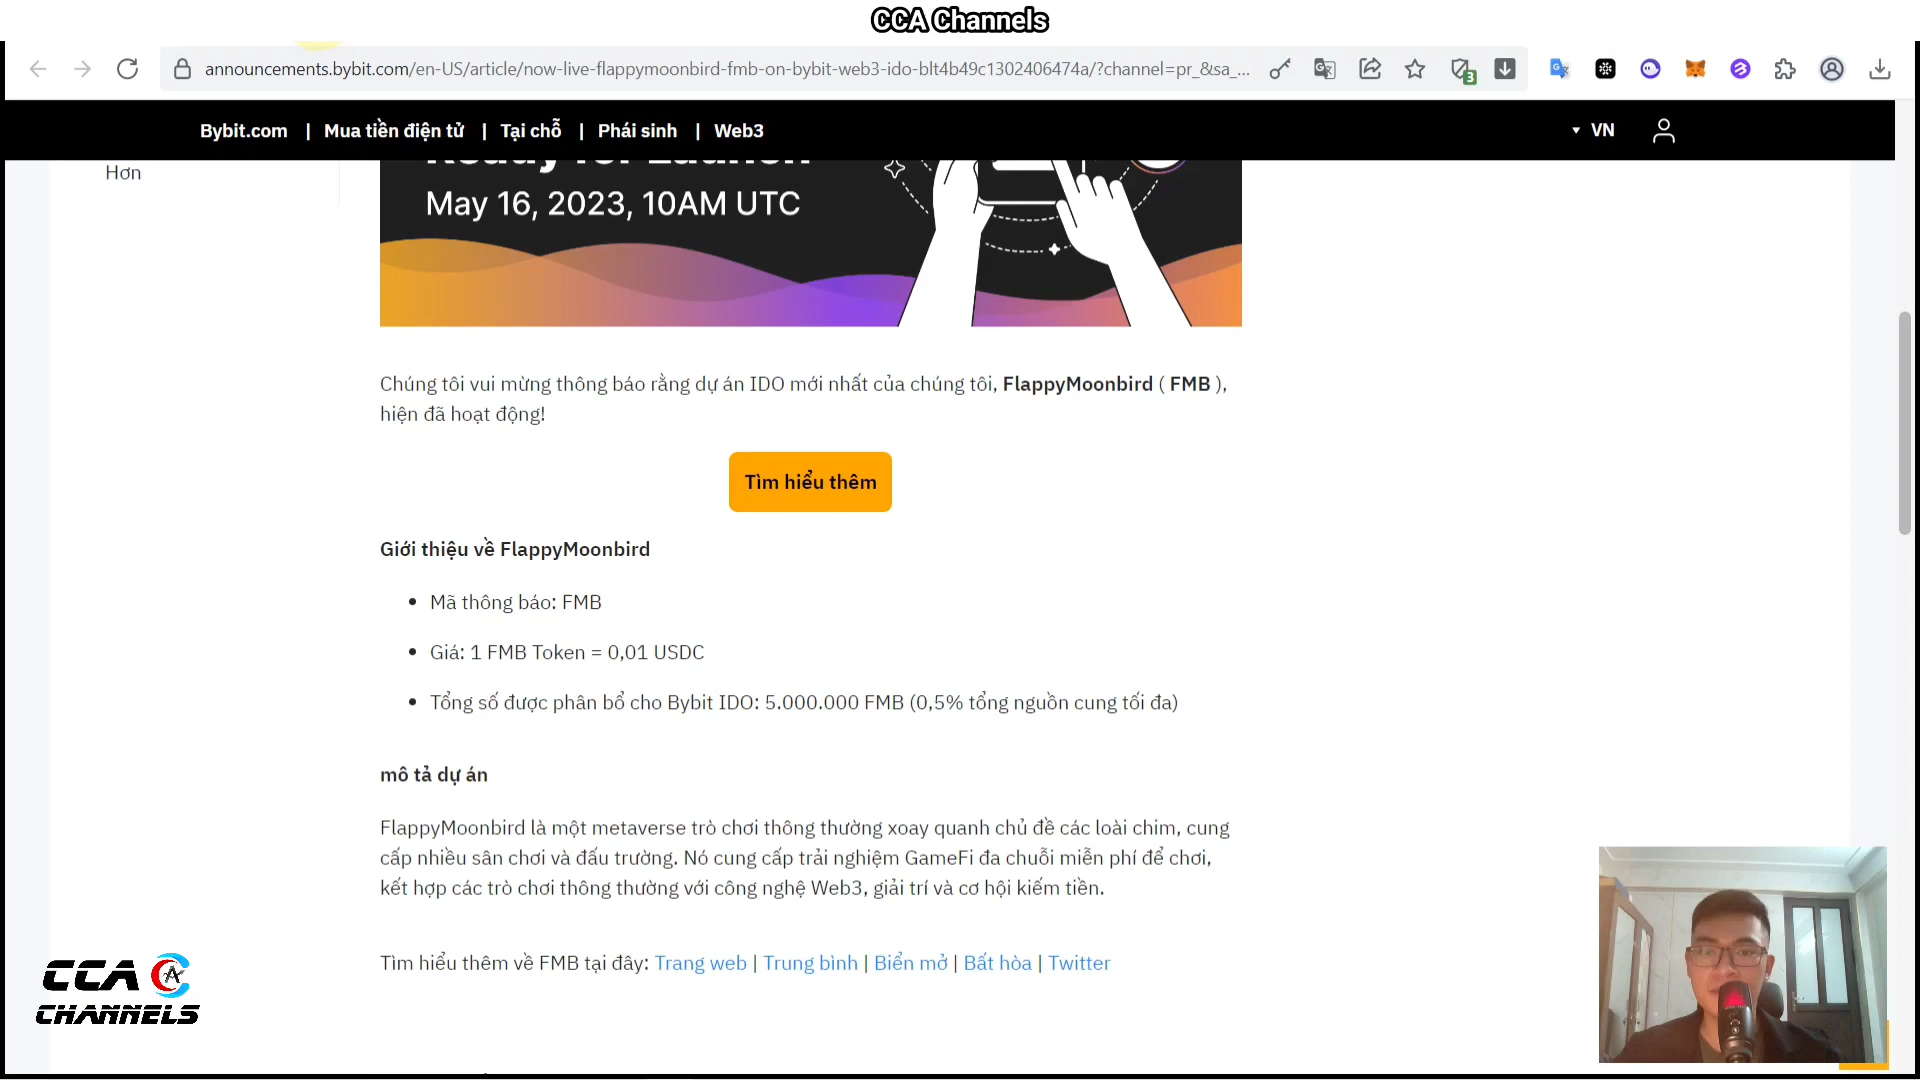 CCA Channels
announcements.bybit.com/en-US/article/now-live-flappymoonbird-fmb-on-bybit-web3-ido-blt4b49c1302406474a/?channel=pr_&sa_...
3
Bybit.com | Mua tiền điện tử | Tại chỗ | Phái sinh | Web3
VN
Hơn
May 16, 2023, 10AM UTC
Chúng tôi vui mừng thông báo rằng dự án IDO mới nhất của chúng tôi, FlappyMoonbird ( FMB ),
hiện đã hoạt động!
Tìm hiểu thêm
Giới thiệu về FlappyMoonbird
• Mã thông báo: FMB
• Giá: 1 FMB Token = 0,01 USDC
• Tổng số được phân bổ cho Bybit IDO: 5.000.000 FMB (0,5% tổng nguồn cung tối đa)
mô tả dự án
FlappyMoonbird là một metaverse trò chơi thông thường xoay quanh chủ đề các loài chim, cung
cấp nhiều sân chơi và đấu trường. Nó cung cấp trải nghiệm GameFi đa chuỗi miễn phí để chơi,
kết hợp các trò chơi thông thường với công nghệ Web3, giải trí và cơ hội kiếm tiền.
Tìm hiểu thêm về FMB tại đây: Trang web | Trung bình | Biển mở | Bất hòa | Twitter
CCA
CHANNELS